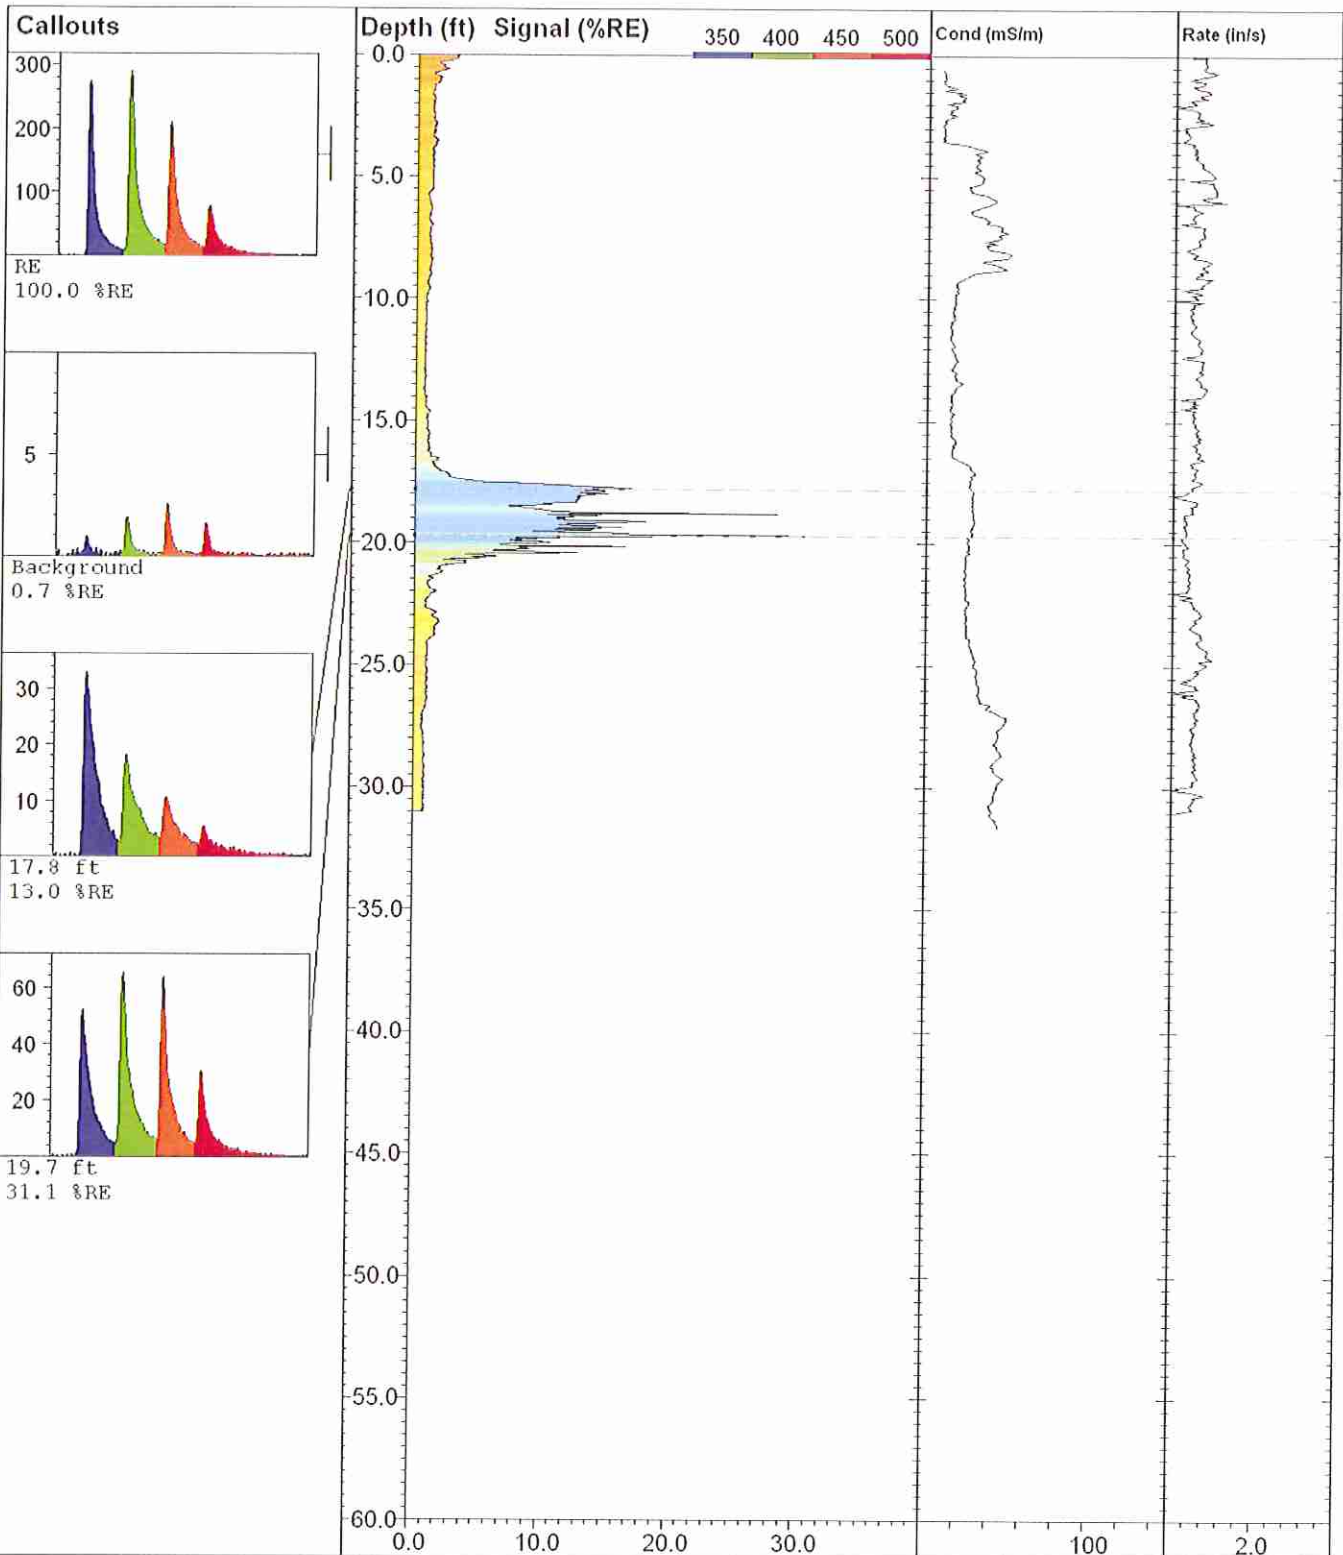 Callouts
Depth (ft) Signal (%RE)
350 400 450 500
Cond (mS/m)
Rate (in/s)
300
200
100
RE
100.0 %RE
5
Background
0.7 %RE
30
20
10
17.8 ft
13.0 %RE
60
40
20
19.7 ft
31.1 %RE
0.0
5.0
10.0
15.0
20.0
25.0
30.0
35.0
40.0
45.0
50.0
55.0
60.0
0.0 10.0 20.0 30.0
100
2.0